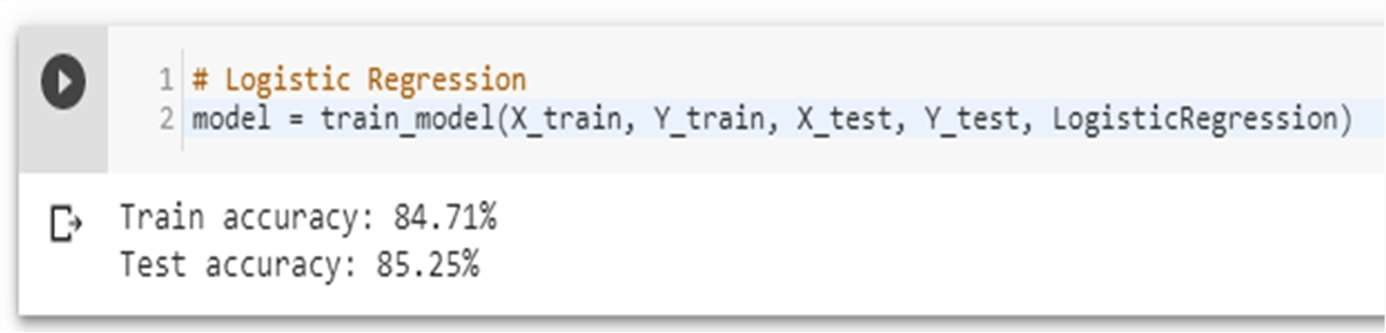 1 # Logistic Regression
2 model = train_model(X_train, Y_train, X_test, Y_test, LogisticRegression)
Train accuracy: 84.71%
Test accuracy: 85.25%